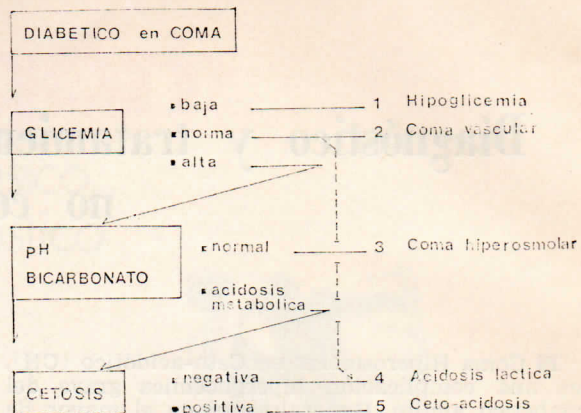 DIABETICO en COMA
▪ baja 1 Hipoglicemia
GLICEMIA ▪ norma 2 Coma vascular
▪ alta
pH ▪ normal 3 Coma hiperosmolar
BICARBONATO
▪ acidosis
metabolica
CETOSIS ▪ negativa 4 Acidosis lactica
▪ positiva 5 Ceto-acidosis